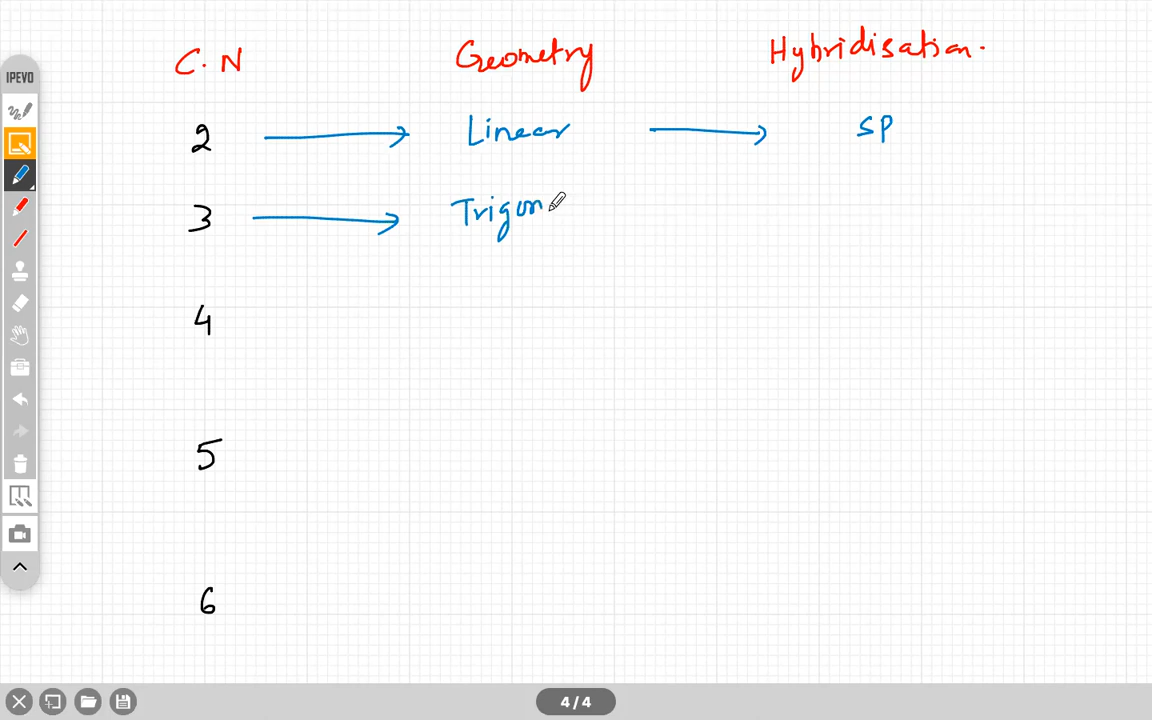 IPEVO
C.N Geometry Hybridisation.
2 → Linear → sp
3 → Trigon
4
5
6
4/4